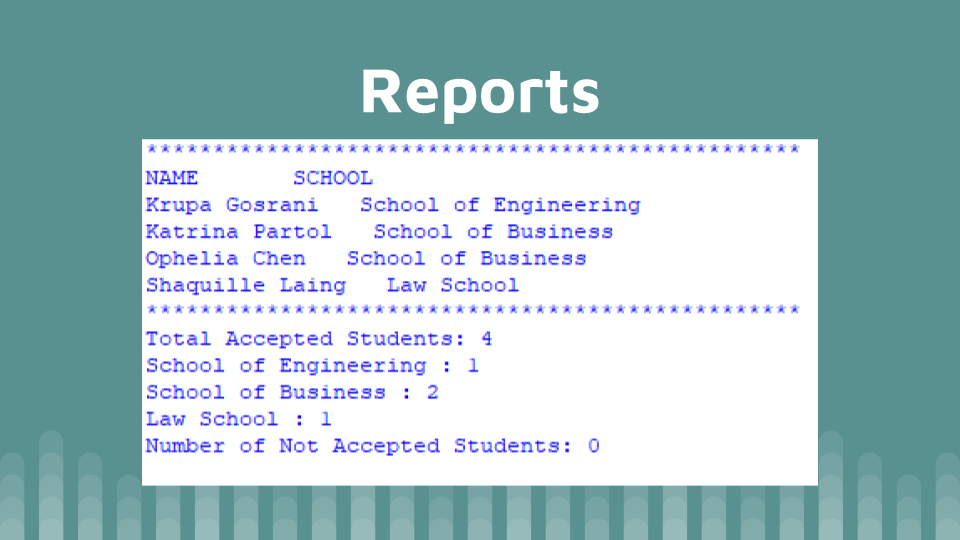 Reports
*************************************************
NAME       SCHOOL
Krupa Gosrani   School of Engineering
Katrina Partol   School of Business
Ophelia Chen   School of Business
Shaquille Laing   Law School
*************************************************
Total Accepted Students: 4
School of Engineering : 1
School of Business : 2
Law School : 1
Number of Not Accepted Students: 0